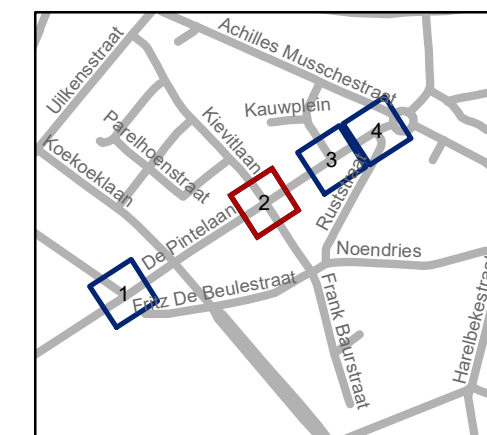 Achilles Musschestraat
Uilkensstraat
Kauwplein
Kievitlaan
Parelhoenstraat
Koekoeklaan
4
3
2
Ruststraat
De Pintelaan
Noendries
1
Fritz De Beulestraat
Frank Baurstraat
Harelbekestraat